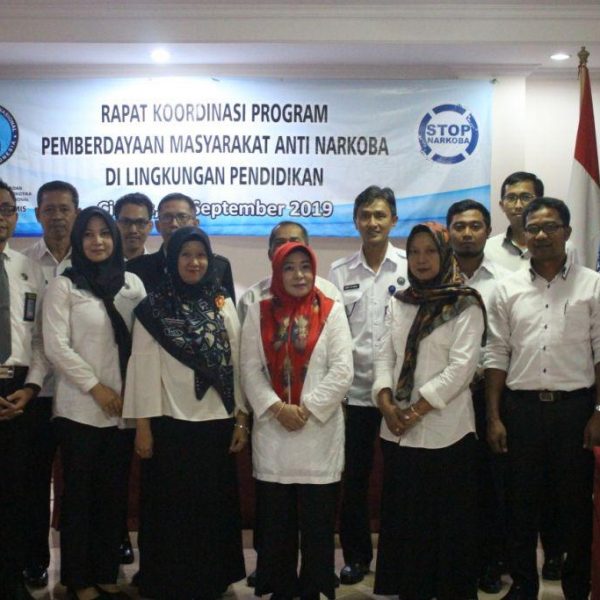 RAPAT KOORDINASI PROGRAM
PEMBERDAYAAN MASYARAKAT ANTI NARKOBA
DI LINGKUNGAN PENDIDIKAN
September 2019
STOP
NARKOBA